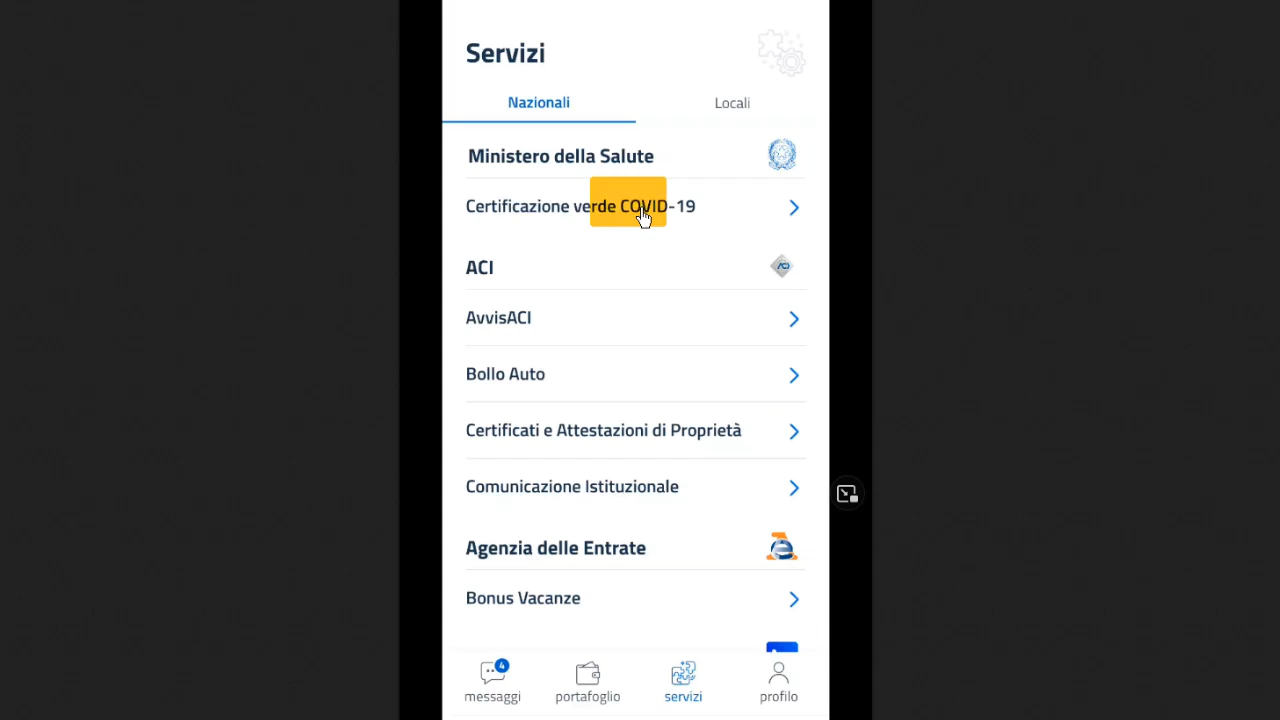 Servizi
Nazionali
Locali
Ministero della Salute
Certificazione verde COVID-19
ACI
ACI
AvvisACI
Bollo Auto
Certificati e Attestazioni di Proprietà
Comunicazione Istituzionale
Agenzia delle Entrate
Bonus Vacanze
4
messaggi
portafoglio
servizi
profilo